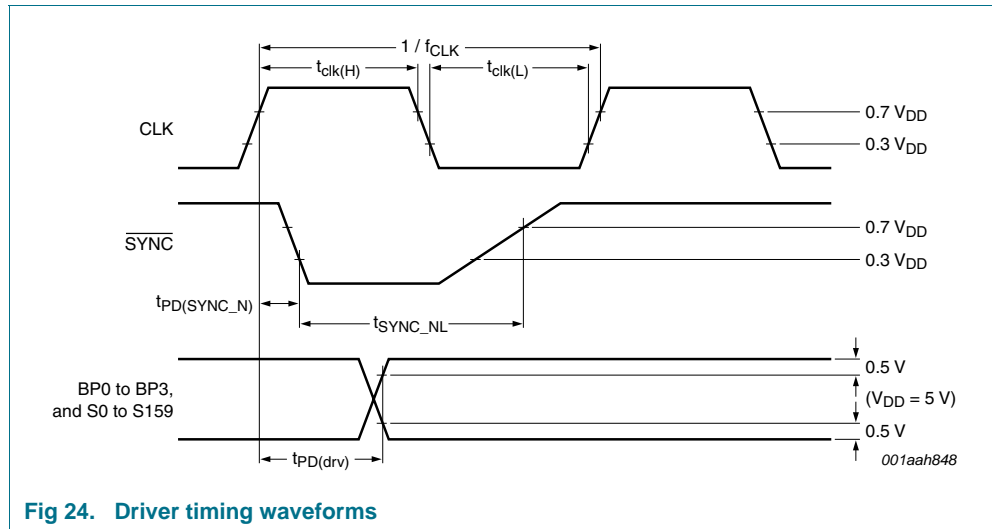 1 / fCLK
tclk(H)
tclk(L)
CLK
0.7 VDD
0.3 VDD
SYNC
0.7 VDD
0.3 VDD
tPD(SYNC_N)
tSYNC_NL
BP0 to BP3,
and S0 to S159
0.5 V
(VDD = 5 V)
0.5 V
tPD(drv)
001aah848
Fig 24. Driver timing waveforms